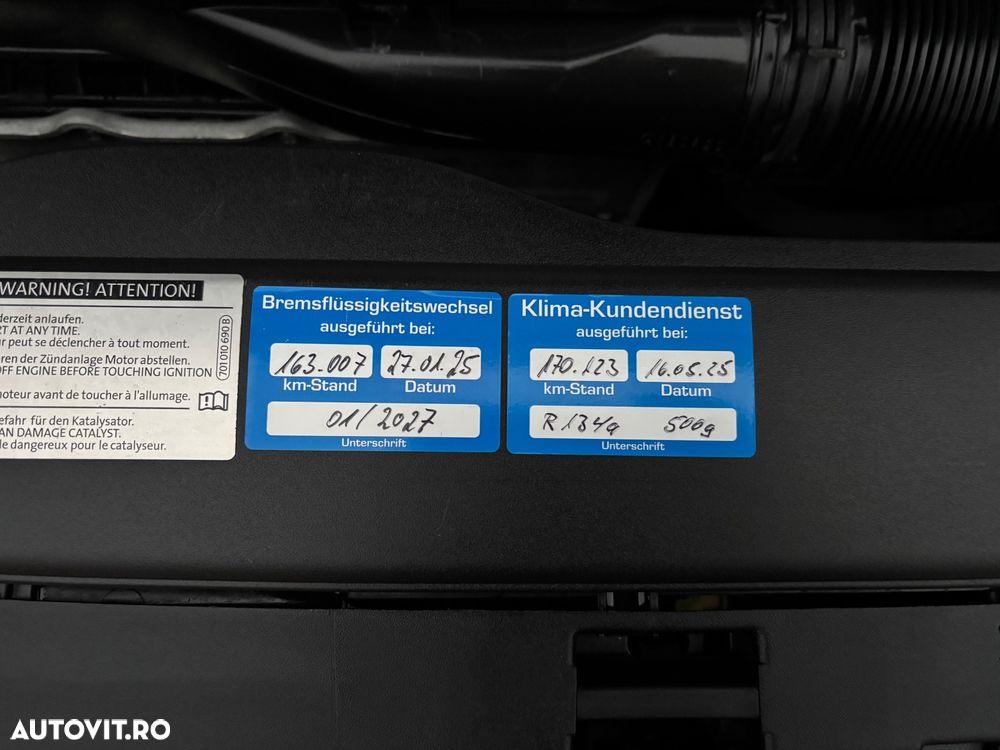 WARNING! ATTENTION!
derzeit anlaufen.
RT AT ANY TIME.
r peut se déclencher à tout moment.
ren der Zündanlage Motor abstellen.
OFF ENGINE BEFORE TOUCHING IGNITION
moteur avant de toucher à l'allumage.
efahr für den Katalysator.
AN DAMAGE CATALYST.
le dangereux pour le catalyseur.
701 010 690 B
Bremsflüssigkeitswechsel
ausgeführt bei:
163.007 27.01.25
km-Stand Datum
01/2027
Unterschrift
Klima-Kundendienst
ausgeführt bei:
170.123 16.05.25
km-Stand Datum
R134a 500g
Unterschrift
AUTOVIT.RO